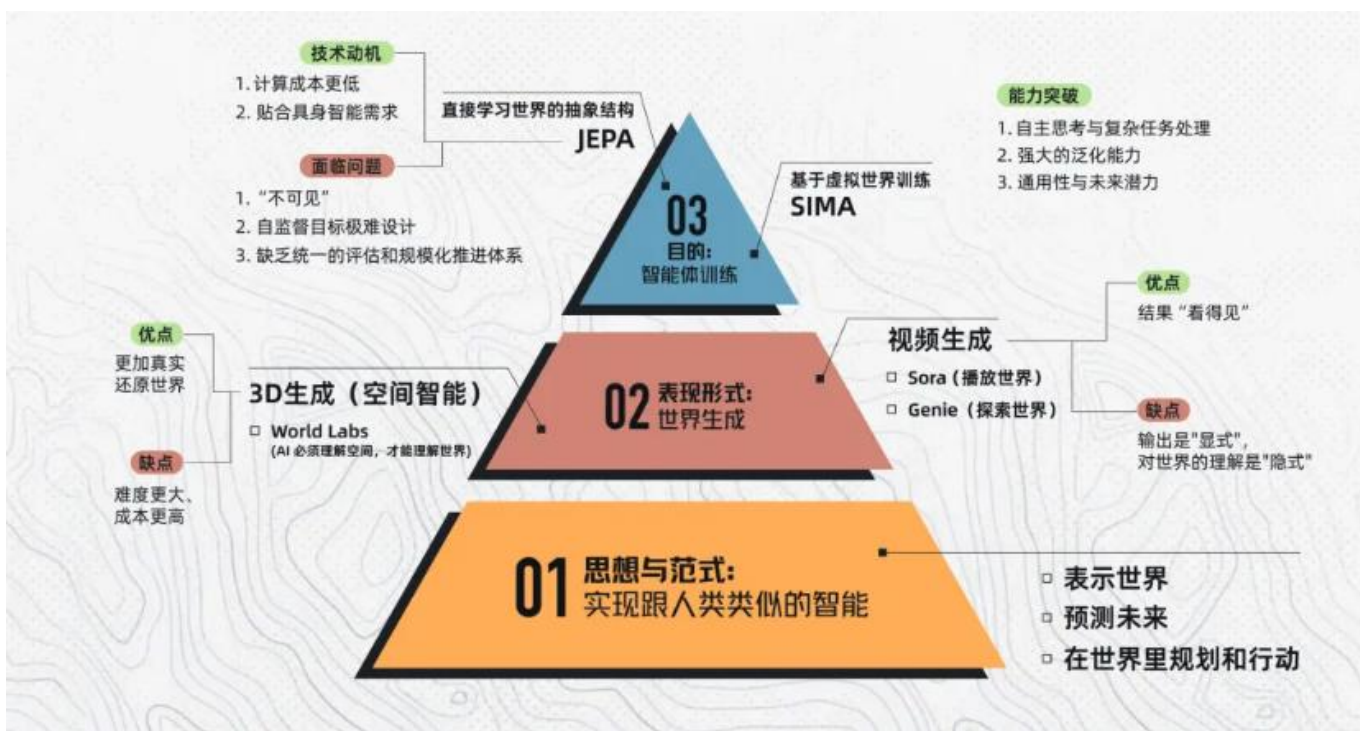 技术动机
1. 计算成本更低
2. 贴合具身智能需求
直接学习世界的抽象结构
JEPA
面临问题
1. “不可见”
2. 自监督目标极难设计
3. 缺乏统一的评估和规模化推进体系
能力突破
1. 自主思考与复杂任务处理
2. 强大的泛化能力
3. 通用性与未来潜力
基于虚拟世界训练
SIMA
03
目的:
智能体训练
优点
更加真实
还原世界
3D生成（空间智能）
World Labs
(AI 必须理解空间，才能理解世界)
缺点
难度更大、
成本更高
02 表现形式:
世界生成
视频生成
Sora（播放世界）
Genie（探索世界）
优点
结果 “看得见”
缺点
输出是"显式",
对世界的理解是"隐式"
01 思想与范式:
实现跟人类类似的智能
表示世界
预测未来
在世界里规划和行动